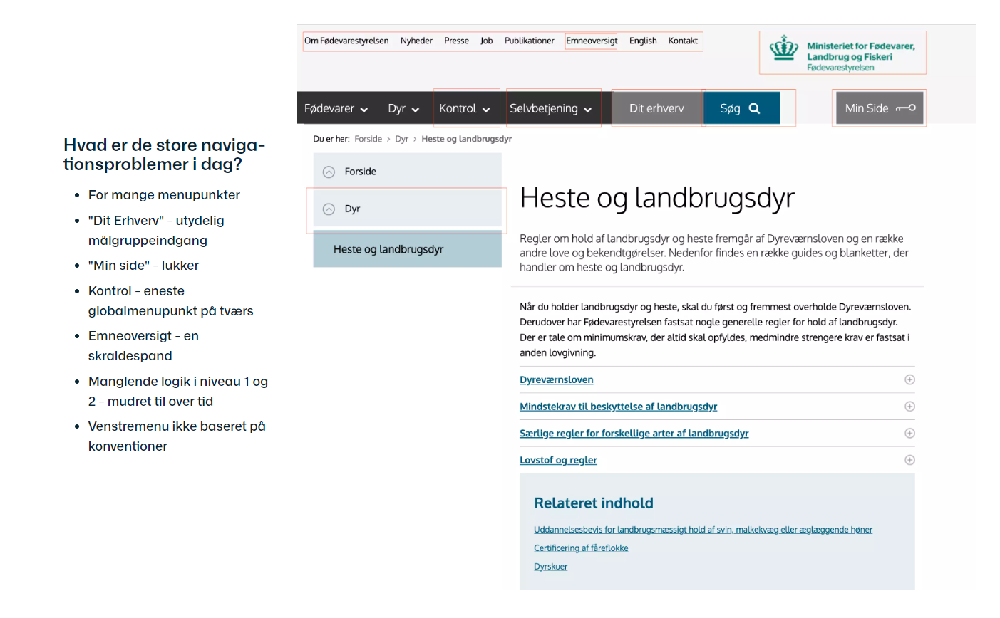 Hvad er de store naviga-
tionsproblemer i dag?
• For mange menupunkter
• "Dit Erhverv" - utydelig
målgruppeindgang
• "Min side" - lukker
• Kontrol - eneste
globalmenupunkt på tværs
• Emneoversigt - en
skraldespand
• Manglende logik i niveau 1 og
2 - mudret til over tid
• Venstremenu ikke baseret på
konventioner
Om Fødevarestyrelsen Nyheder Presse Job Publikationer Emneoversigt English Kontakt
Ministeriet for Fødevarer,
Landbrug og Fiskeri
Fødevarestyrelsen
Fødevarer Dyr Kontrol Selvbetjening Dit erhverv Søg Min Side
Du er her: Forside > Dyr > Heste og landbrugsdyr
Forside
Dyr
Heste og landbrugsdyr
Heste og landbrugsdyr
Regler om hold af landbrugsdyr og heste fremgår af Dyreværnsloven og en række
andre love og bekendtgørelser. Nedenfor findes en række guides og blanketter, der
handler om heste og landbrugsdyr.
Når du holder landbrugsdyr og heste, skal du først og fremmest overholde Dyreværnsloven.
Derudover har Fødevarestyrelsen fastsat nogle generelle regler for hold af landbrugsdyr.
Der er tale om minimumskrav, der altid skal opfyldes, medmindre strengere krav er fastsat i
anden lovgivning.
Dyreværnsloven
Mindstekrav til beskyttelse af landbrugsdyr
Særlige regler for forskellige arter af landbrugsdyr
Lovstof og regler
Relateret indhold
Uddannelsesbevis for landbrugsmæssigt hold af svin, malkekvæg eller æglæggende høner
Certificering af fåreflokke
Dyrskuer